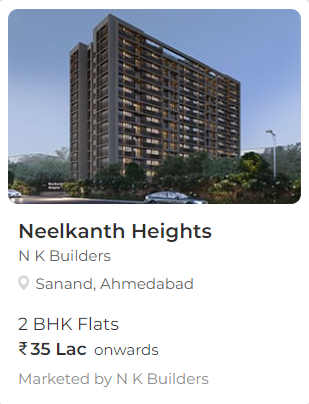 Neelkanth Heights
N K Builders
Sanand, Ahmedabad
2 BHK Flats
₹ 35 Lac onwards
Marketed by N K Builders